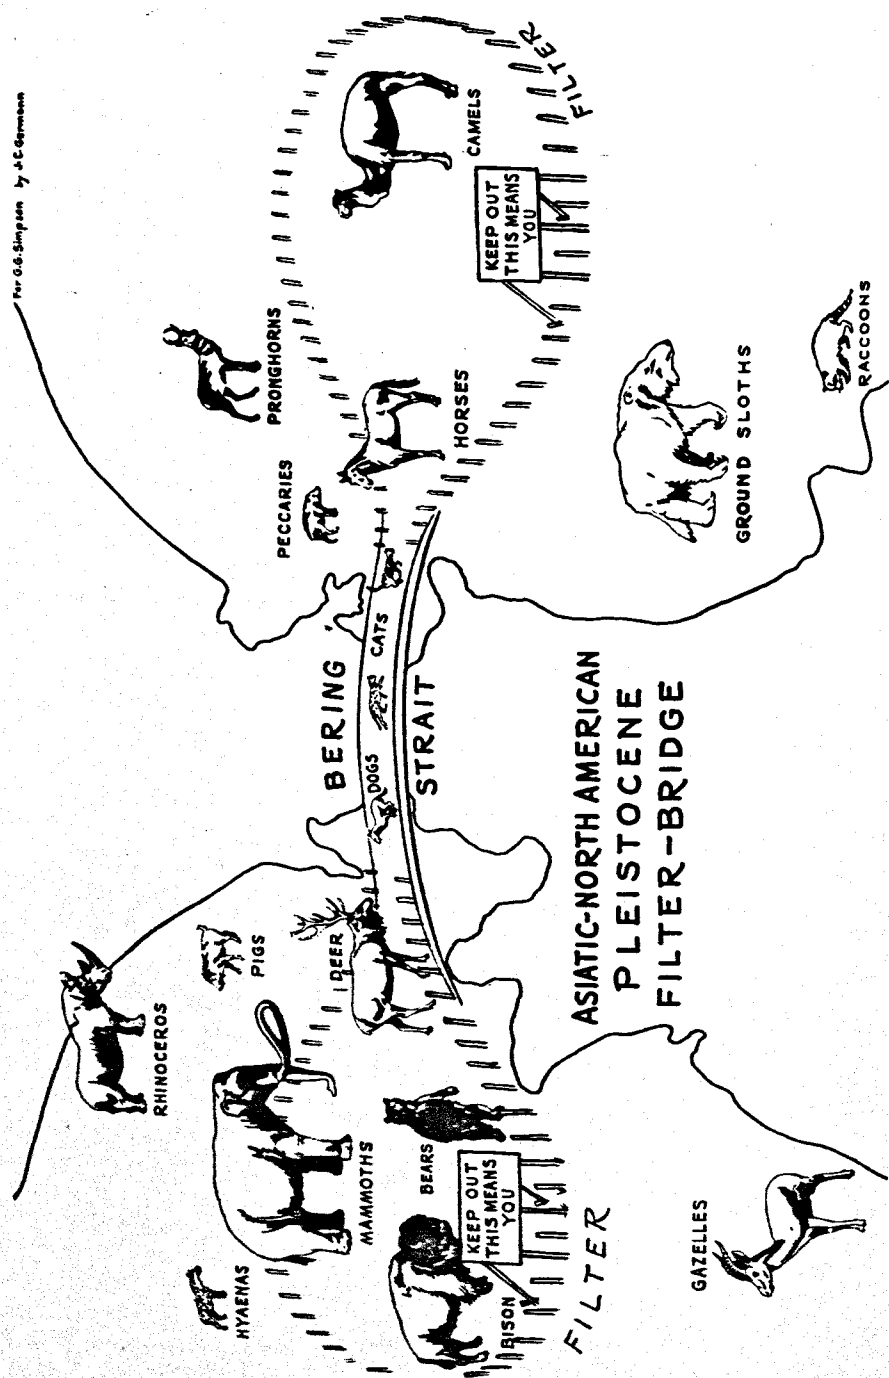 For G.G. Simpson by J.C. Germann
RHINOCEROS
PIGS
HYAENAS
MAMMOTHS
DEER
BEARS
BISON
KEEP OUT
THIS MEANS
YOU
FILTER
GAZELLES
BERING
STRAIT
DOGS
CATS
PECCARIES
PRONGHORNS
HORSES
CAMELS
KEEP OUT
THIS MEANS
YOU
FILTER
GROUND SLOTHS
RACCOONS
ASIATIC-NORTH AMERICAN
PLEISTOCENE
FILTER-BRIDGE